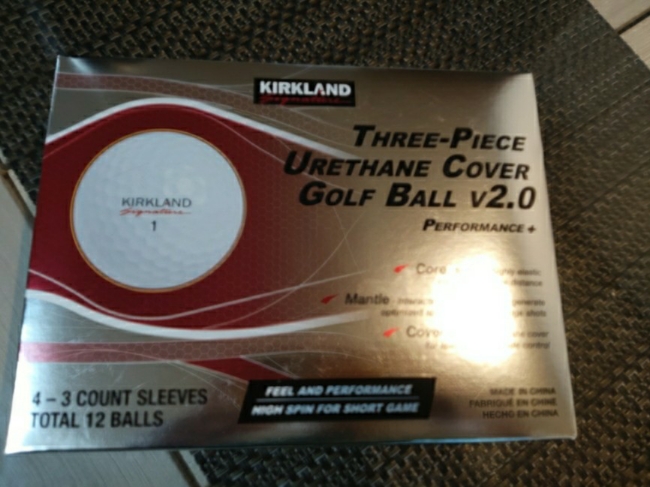 KIRKLAND
Signature
THREE-PIECE
URETHANE COVER
GOLF BALL V2.0
PERFORMANCE+
KIRKLAND
Signature
1
Core
Mantle
optimized
4 – 3 COUNT SLEEVES
TOTAL 12 BALLS
FEEL AND PERFORMANCE
HIGH SPIN FOR SHORT GAME
MADE IN CHINA
FABRIQUÉ EN CHINE
HECHO EN CHINA